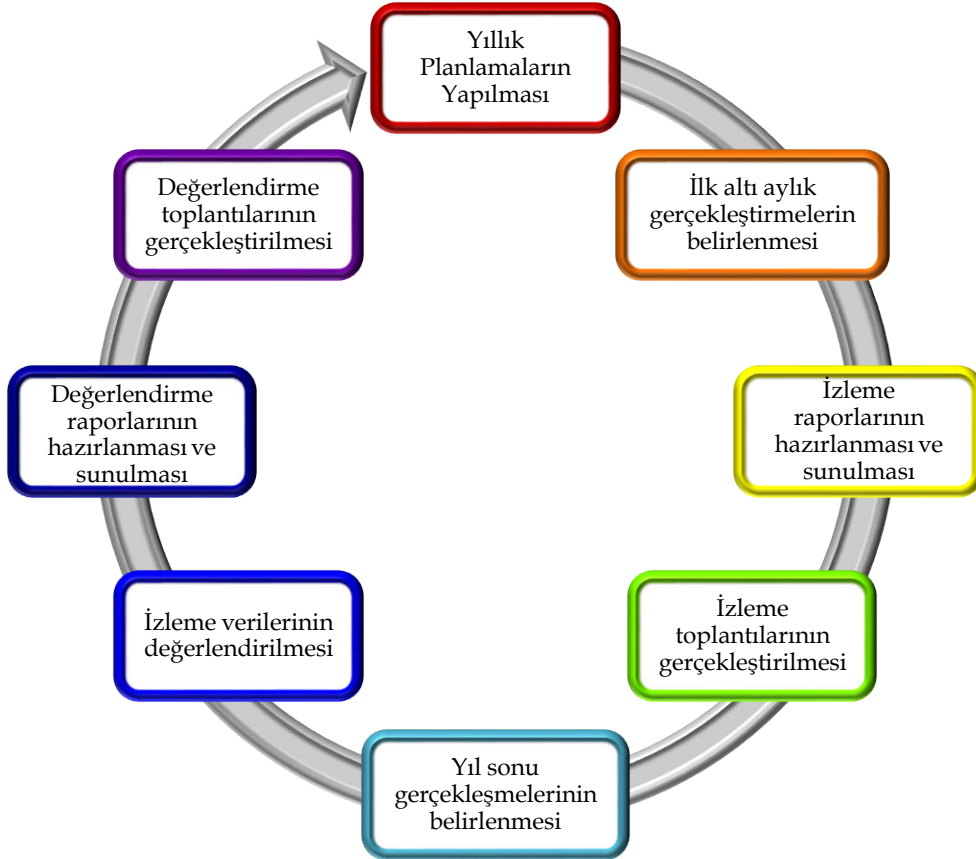 Yıllık
Planlamaların
Yapılması
İlk altı aylık
gerçekleştirmelerin
belirlenmesi
İzleme
raporlarının
hazırlanması ve
sunulması
İzleme
toplantılarının
gerçekleştirilmesi
Yıl sonu
gerçekleşmelerinin
belirlenmesi
İzleme verilerinin
değerlendirilmesi
Değerlendirme
raporlarının
hazırlanması ve
sunulması
Değerlendirme
toplantılarının
gerçekleştirilmesi